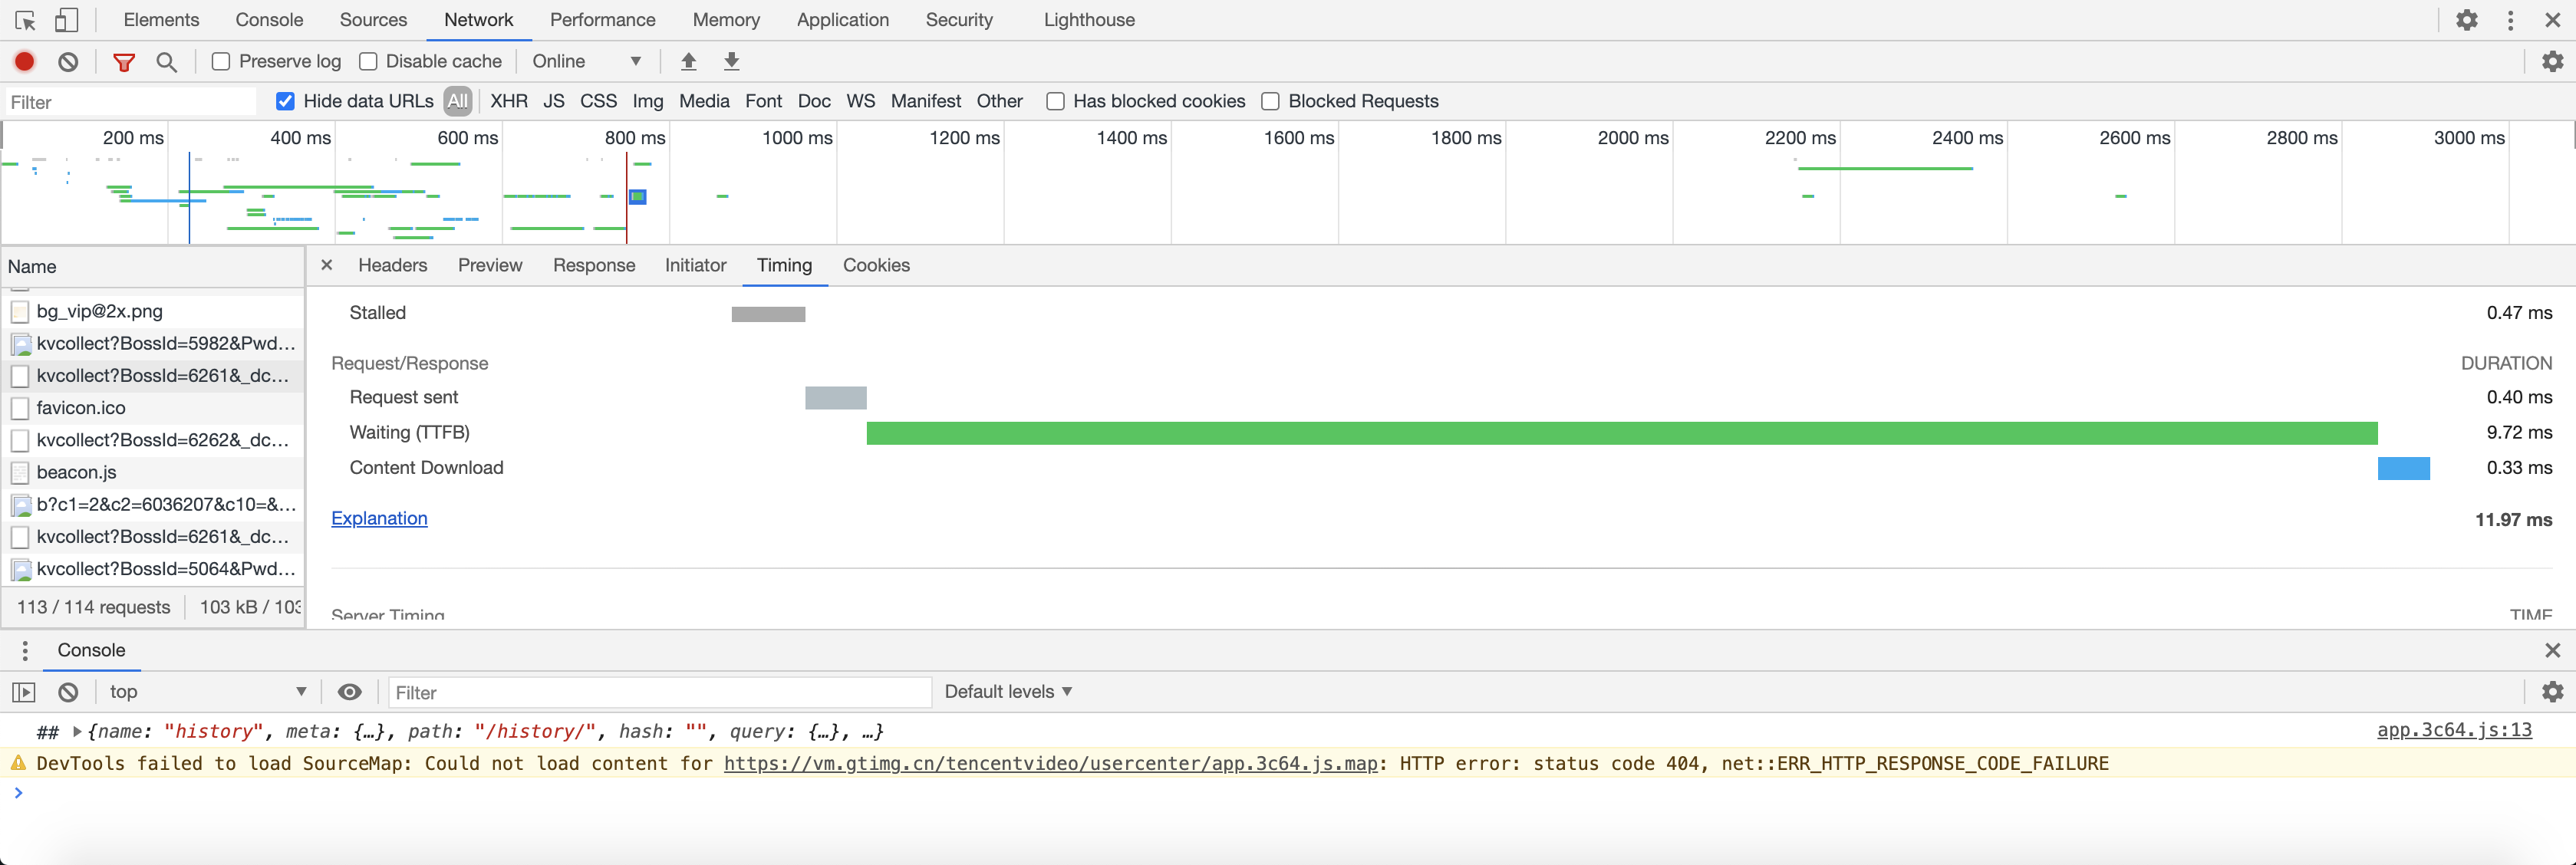 Elements Console Sources Network Performance Memory Application Security Lighthouse
Preserve log Disable cache Online
Filter Hide data URLs All XHR JS CSS Img Media Font Doc WS Manifest Other Has blocked cookies Blocked Requests
200 ms 400 ms 600 ms 800 ms 1000 ms 1200 ms 1400 ms 1600 ms 1800 ms 2000 ms 2200 ms 2400 ms 2600 ms 2800 ms 3000 ms
Name
bg_vip@2x.png
kvcollect?BossId=5982&Pwd...
kvcollect?BossId=6261&_dc...
favicon.ico
kvcollect?BossId=6262&_dc...
beacon.js
b?c1=2&c2=6036207&c10=&...
kvcollect?BossId=6261&_dc...
kvcollect?BossId=5064&Pwd...
113 / 114 requests 103 kB / 103
Headers Preview Response Initiator Timing Cookies
Stalled 0.47 ms
Request/Response DURATION
Request sent 0.40 ms
Waiting (TTFB) 9.72 ms
Content Download 0.33 ms
Explanation 11.97 ms
Server Timing TIME
Console
top Filter Default levels
## {name: "history", meta: {…}, path: "/history/", hash: "", query: {…}, …} app.3c64.js:13
DevTools failed to load SourceMap: Could not load content for https://vm.gtimg.cn/tencentvideo/usercenter/app.3c64.js.map: HTTP error: status code 404, net::ERR_HTTP_RESPONSE_CODE_FAILURE